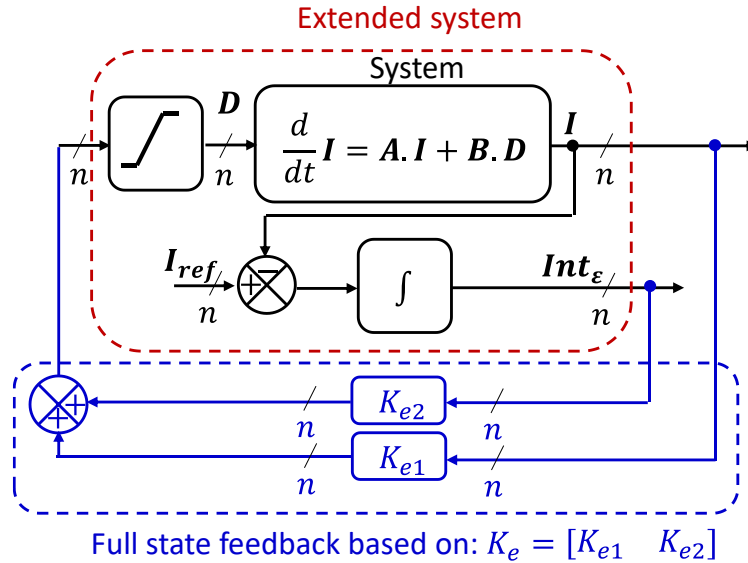 Extended system
System
D
I
d/dt I = A.I + B.D
n
n
n
I_ref
+
−
∫
Int_ε
n
n
+
+
K_e2
n
n
K_e1
n
n
Full state feedback based on: K_e = [K_e1 K_e2]